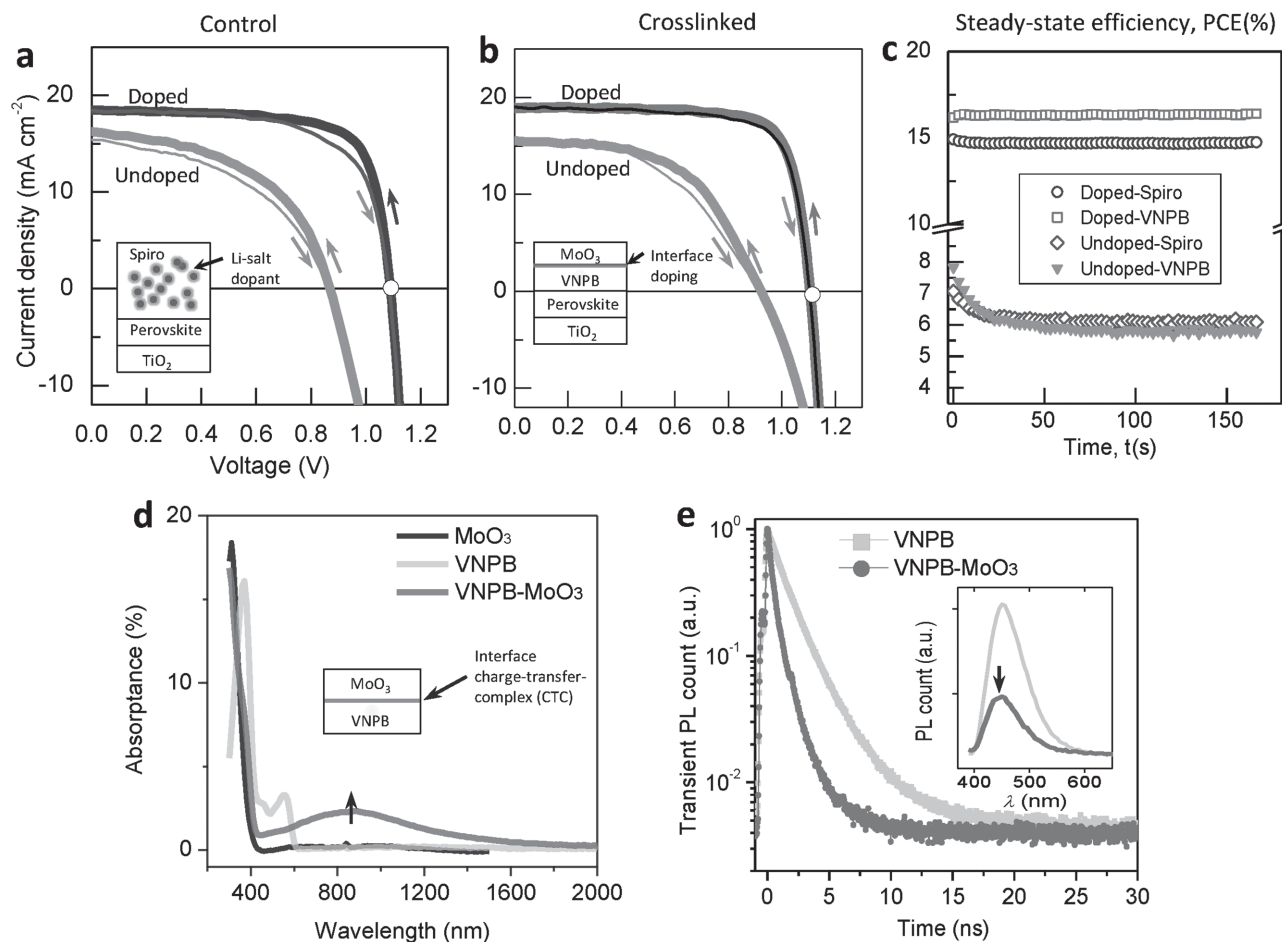 Control
Crosslinked
Steady-state efficiency, PCE(%)
a
Current density (mA cm⁻²)
20
10
0
-10
Doped
Undoped
Spiro
Li-salt
dopant
Perovskite
TiO₂
0.0 0.2 0.4 0.6 0.8 1.0 1.2
Voltage (V)
b
20
10
0
-10
Doped
Undoped
MoO₃
VNPB
Perovskite
TiO₂
Interface
doping
0.0 0.2 0.4 0.6 0.8 1.0 1.2
c
20
15
10
8
7
6
5
4
Doped-Spiro
Doped-VNPB
Undoped-Spiro
Undoped-VNPB
0 50 100 150
Time, t(s)
d
Absorptance (%)
20
10
0
MoO₃
VNPB
VNPB-MoO₃
MoO₃
VNPB
Interface
charge-transfer-
complex (CTC)
400 800 1200 1600 2000
Wavelength (nm)
e
Transient PL count (a.u.)
10⁰
10⁻¹
10⁻²
VNPB
VNPB-MoO₃
PL count (a.u.)
400 500 600
λ (nm)
0 5 10 15 20 25 30
Time (ns)